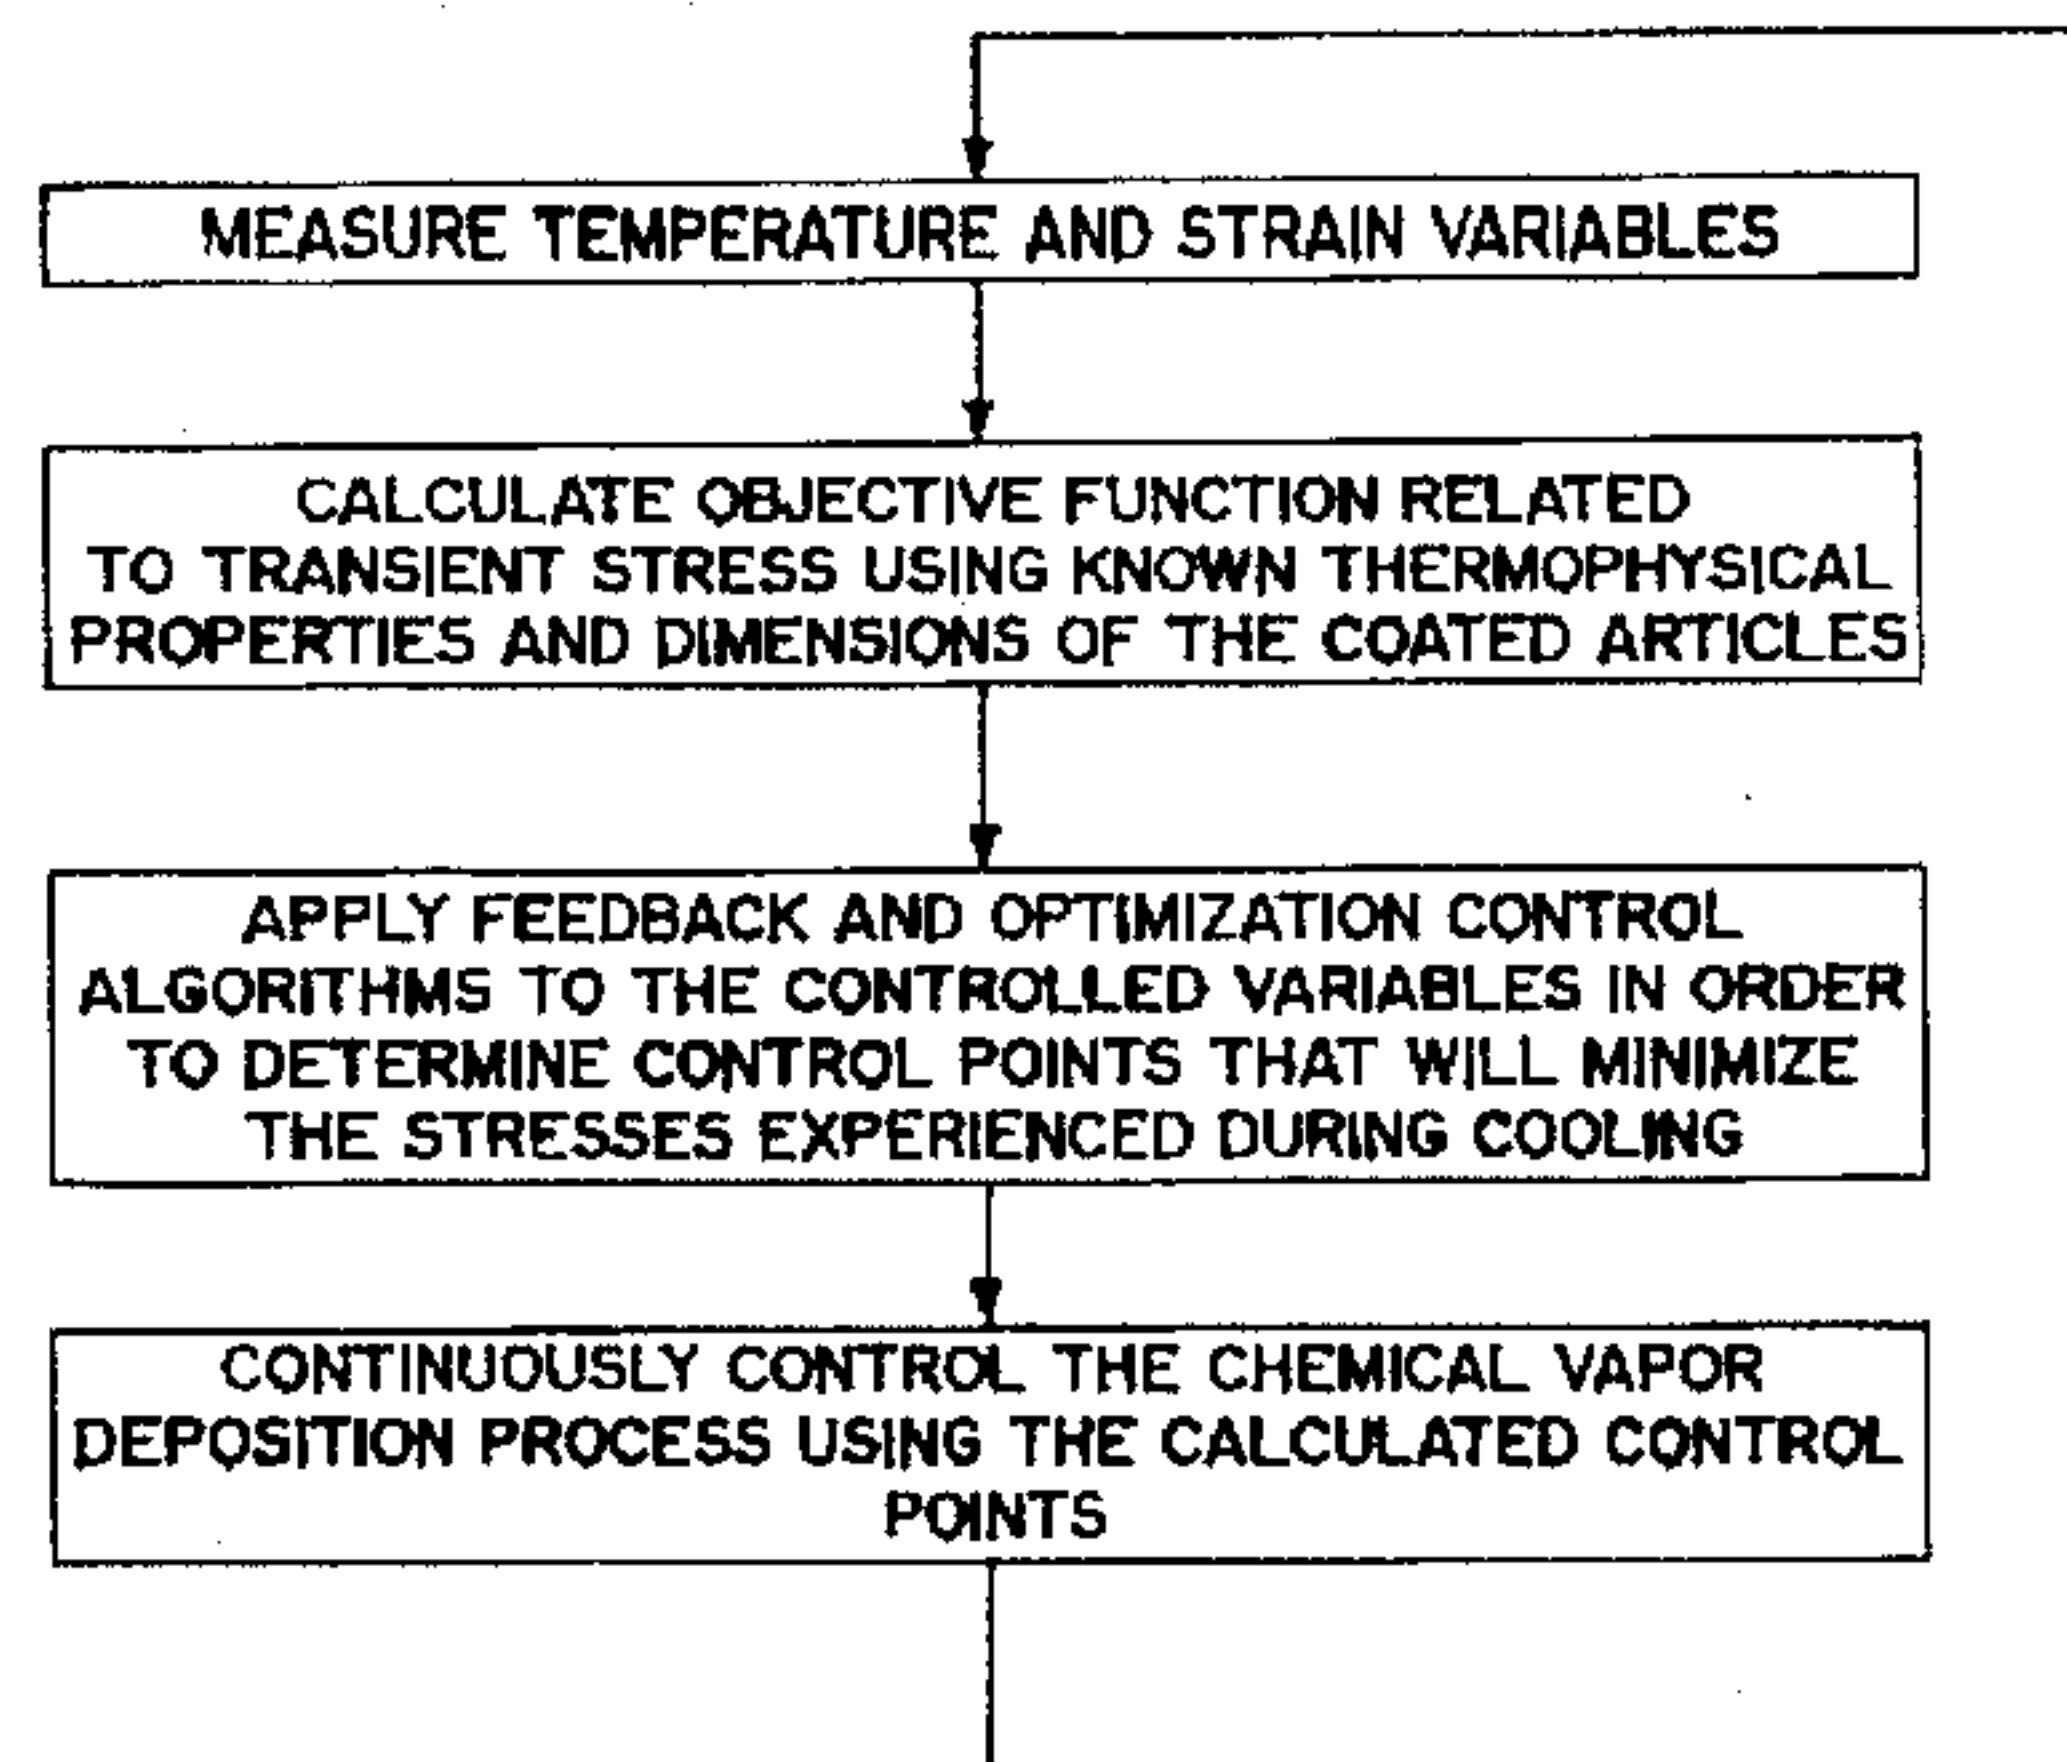 MEASURE TEMPERATURE AND STRAIN VARIABLES
CALCULATE OBJECTIVE FUNCTION RELATED
TO TRANSIENT STRESS USING KNOWN THERMOPHYSICAL
PROPERTIES AND DIMENSIONS OF THE COATED ARTICLES
APPLY FEEDBACK AND OPTIMIZATION CONTROL
ALGORITHMS TO THE CONTROLLED VARIABLES IN ORDER
TO DETERMINE CONTROL POINTS THAT WILL MINIMIZE
THE STRESSES EXPERIENCED DURING COOLING
CONTINUOUSLY CONTROL THE CHEMICAL VAPOR
DEPOSITION PROCESS USING THE CALCULATED CONTROL
POINTS